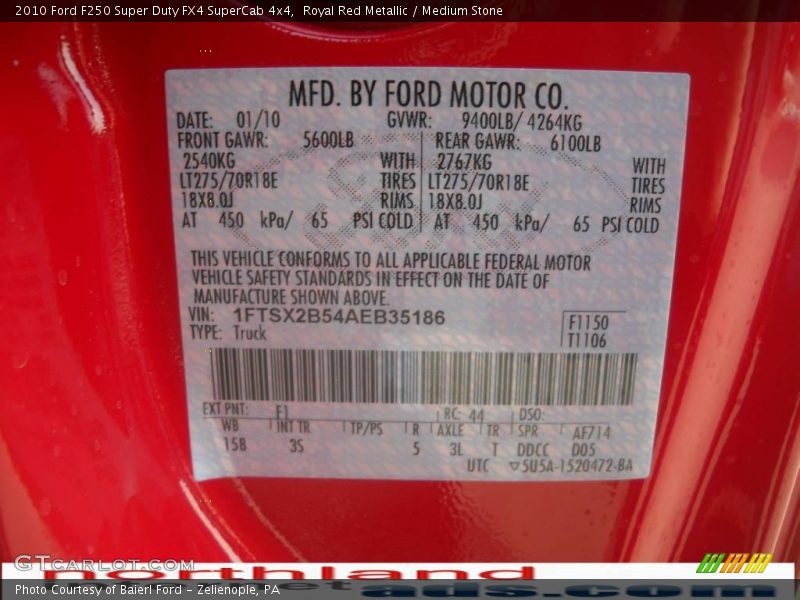 2010 Ford F250 Super Duty FX4 SuperCab 4x4, Royal Red Metallic / Medium Stone
MFD. BY FORD MOTOR CO.
DATE: 01/10 GVWR: 9400LB/ 4264KG
FRONT GAWR: 5600LB REAR GAWR: 6100LB
2540KG WITH 2767KG WITH
LT275/70R18E TIRES LT275/70R18E TIRES
18X8.0J RIMS 18X8.0J RIMS
AT 450 kPa/ 65 PSI COLD AT 450 kPa/ 65 PSI COLD
THIS VEHICLE CONFORMS TO ALL APPLICABLE FEDERAL MOTOR
VEHICLE SAFETY STANDARDS IN EFFECT ON THE DATE OF
MANUFACTURE SHOWN ABOVE.
VIN: 1FTSX2B54AEB35186
TYPE: Truck
F1150
T1106
EXT PNT: F1 RC: 44 DSO:
WB INT TR TP/PS R AXLE TR SPR AF714
158 3S 5 3L T DDCC D05
UTC 5U5A-1520472-BA
GTCARLOT.COM
northland
ads.com
Photo Courtesy of Baierl Ford - Zelienople, PA